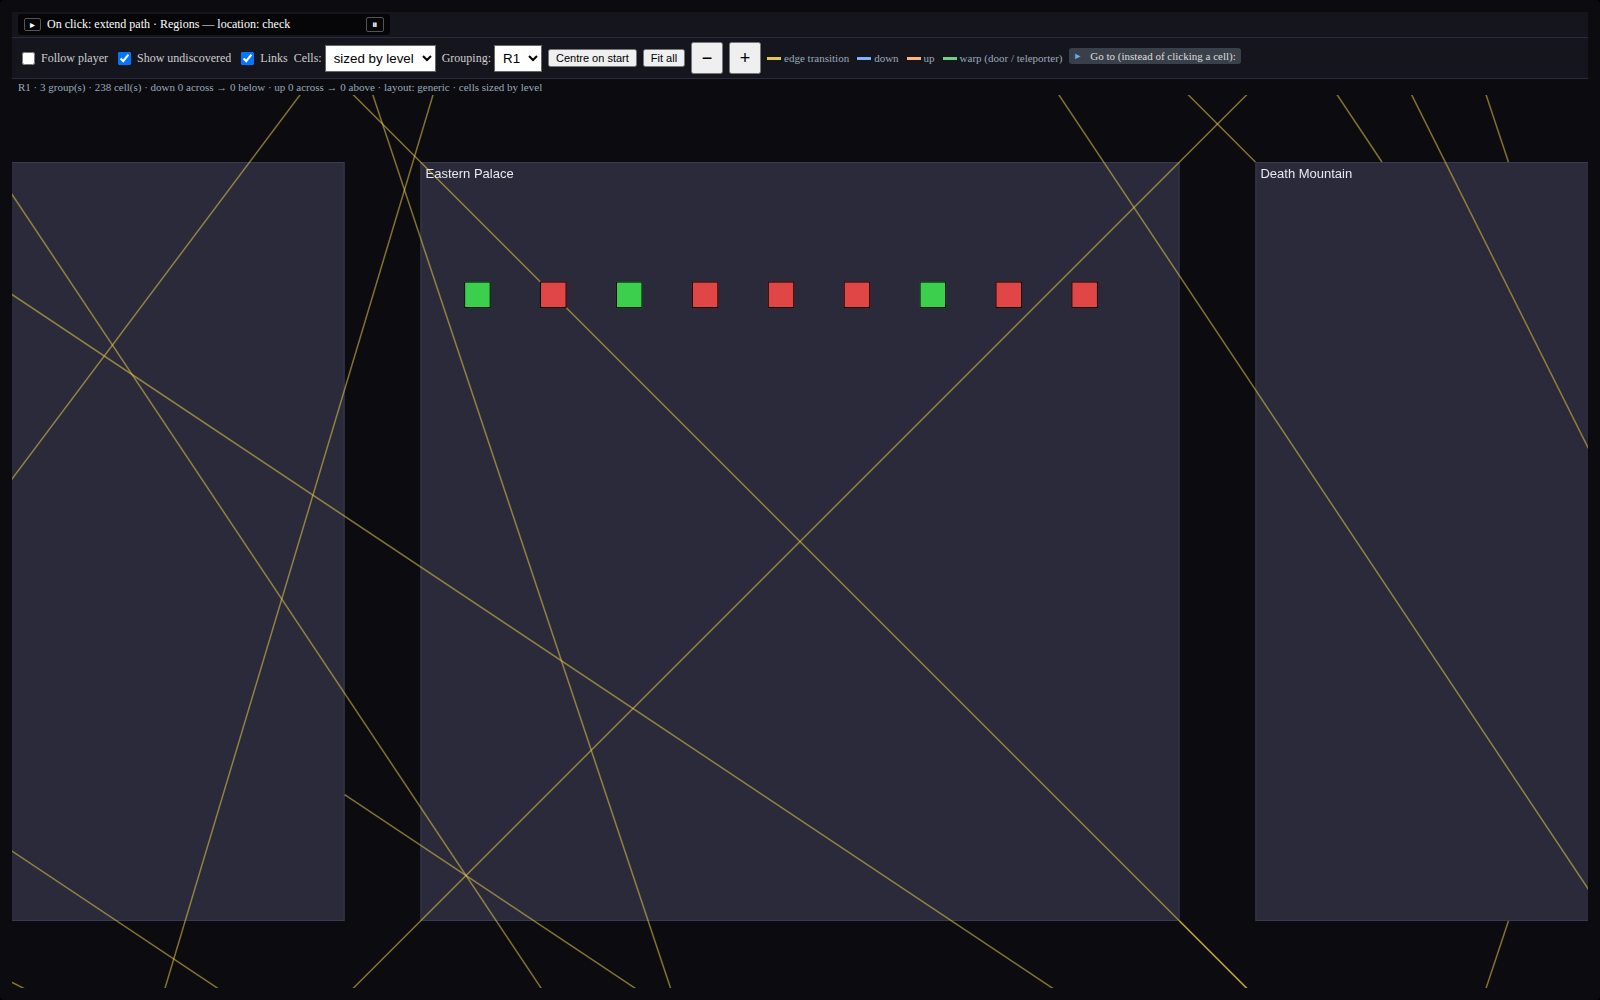 On click: extend path · Regions — location: check
Follow player Show undiscovered Links Cells: sized by level Grouping: R1 Centre on start Fit all − + edge transition down up warp (door / teleporter) Go to (instead of clicking a cell):
R1 · 3 group(s) · 238 cell(s) · down 0 across → 0 below · up 0 across → 0 above · layout: generic · cells sized by level
Eastern Palace
Death Mountain